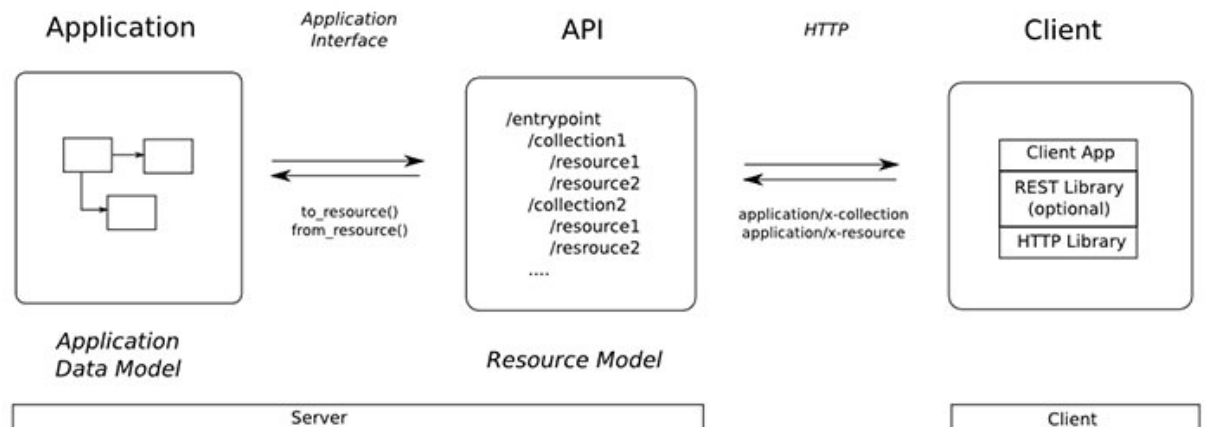 Application
Application
Interface
API
HTTP
Client
/entrypoint
/collection1
/resource1
/resource2
/collection2
/resource1
/resrouce2
....
to_resource()
from_resource()
application/x-collection
application/x-resource
Client App
REST Library
(optional)
HTTP Library
Application
Data Model
Resource Model
Server
Client